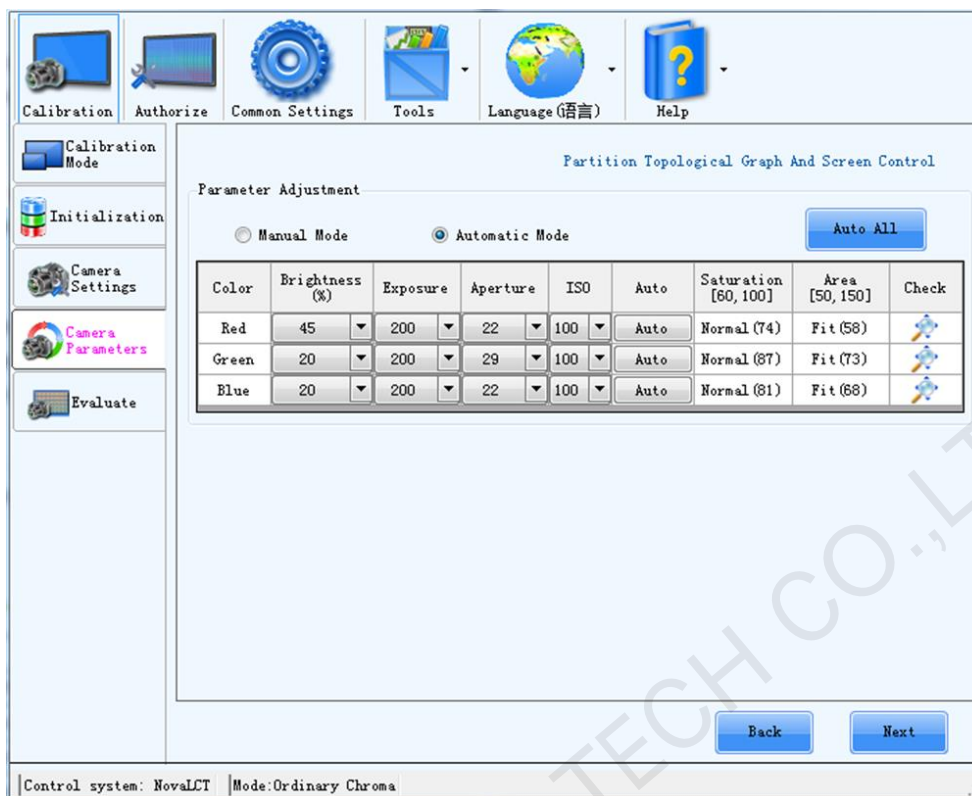 Calibration Authorize Common Settings Tools Language(语言) Help
Calibration
Mode
Initialization
Camera
Settings
Camera
Parameters
Evaluate
Partition Topological Graph And Screen Control
Parameter Adjustment
Manual Mode Automatic Mode Auto All
Color Brightness (%) Exposure Aperture ISO Auto Saturation [60, 100] Area [50, 150] Check
Red 45 200 22 100 Auto Normal(74) Fit(58)
Green 20 200 29 100 Auto Normal(87) Fit(73)
Blue 20 200 22 100 Auto Normal(81) Fit(68)
Back Next
Control system: NovaLCT Mode:Ordinary Chroma
TECH CO.,LT